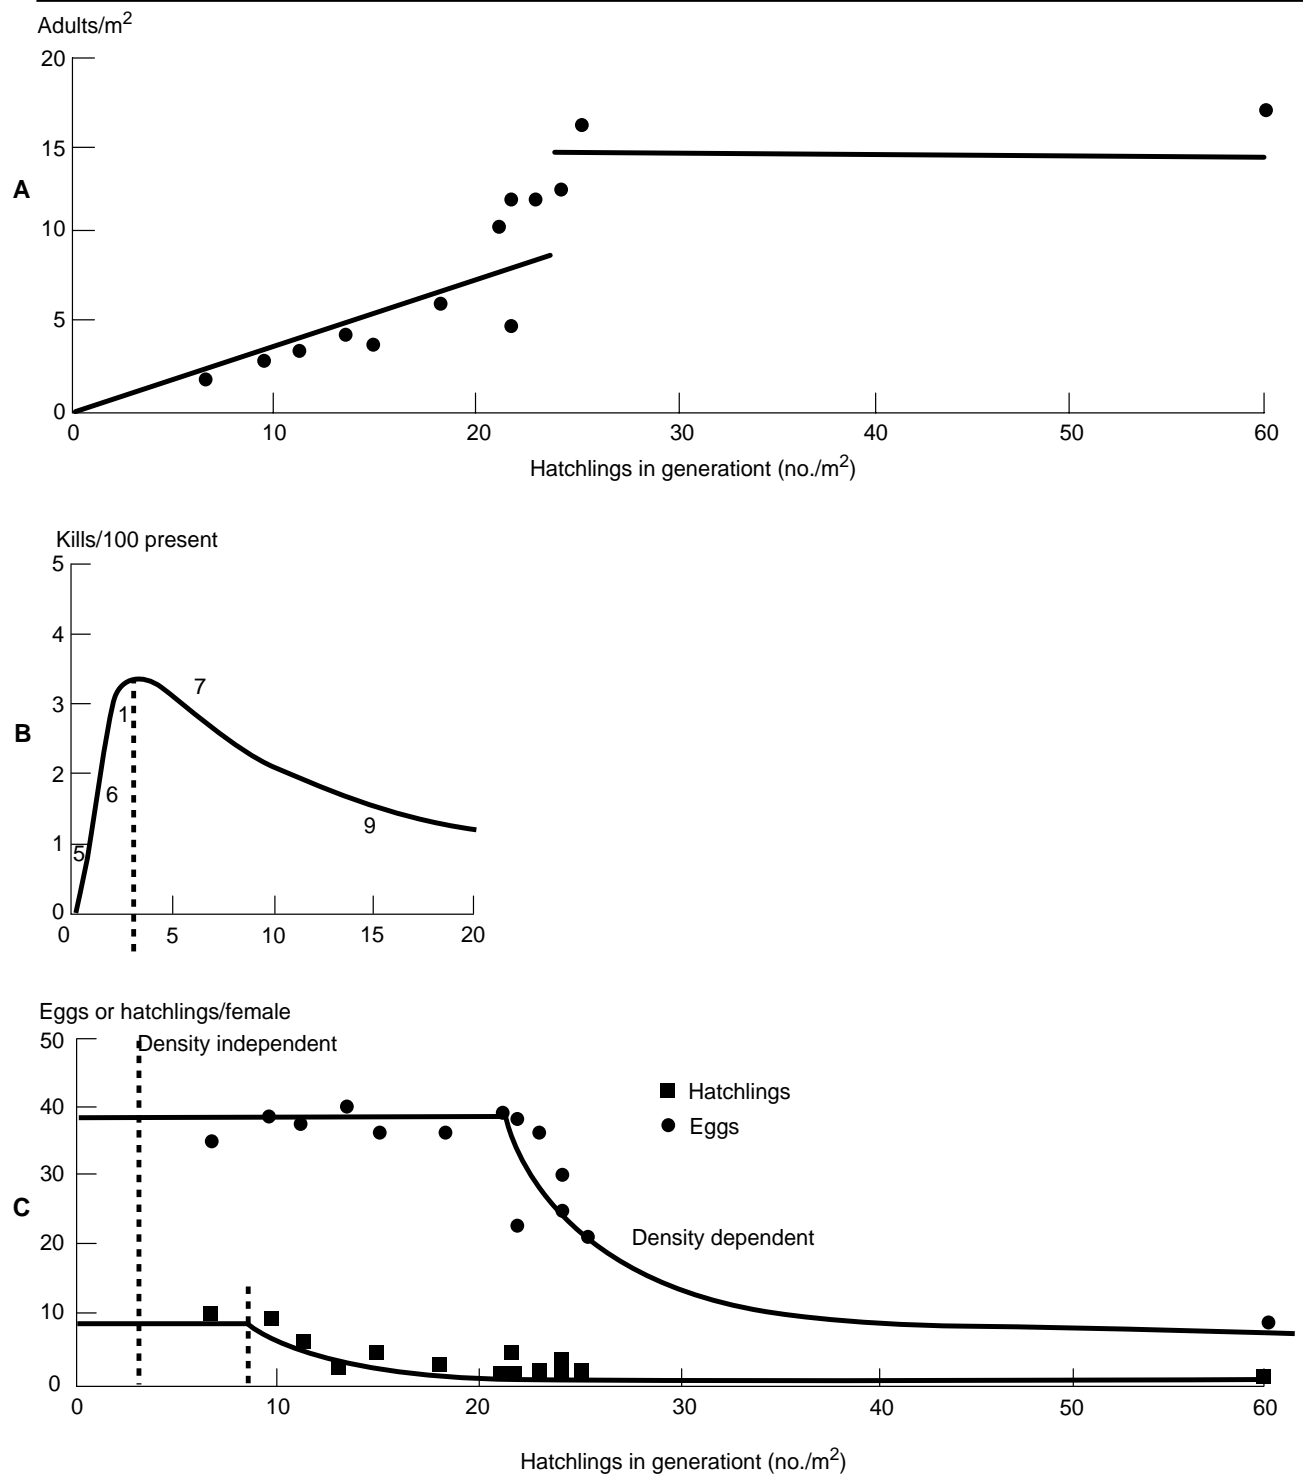 Adults/m2
20
15
A
10
5
0
0 10 20 30 40 50 60
Hatchlings in generationt (no./m2)
Kills/100 present
5
4
7
3
1
B
2
6
9
1
5
0
0 5 10 15 20
Eggs or hatchlings/female
50
Density independent
Hatchlings
40
Eggs
30
C
20
Density dependent
10
0
0 10 20 30 40 50 60
Hatchlings in generationt (no./m2)